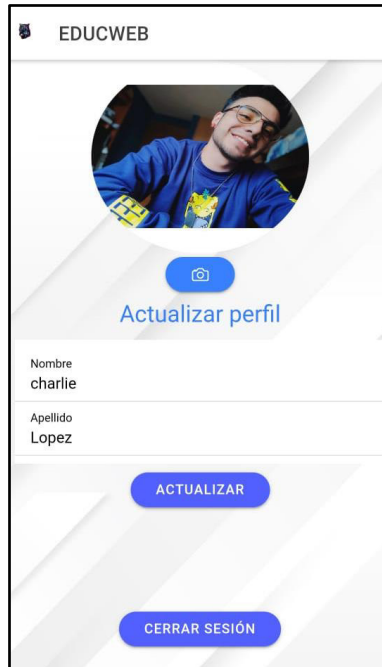 EDUCWEB
Actualizar perfil
Nombre
charlie
Apellido
Lopez
ACTUALIZAR
CERRAR SESIÓN